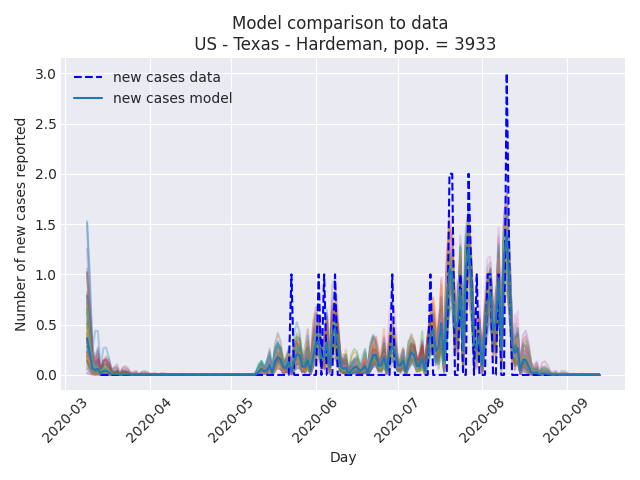 Model comparison to data
US - Texas - Hardeman, pop. = 3933
new cases data
new cases model
Number of new cases reported
3.0
2.5
2.0
1.5
1.0
0.5
0.0
2020-03
2020-04
2020-05
2020-06
2020-07
2020-08
2020-09
Day